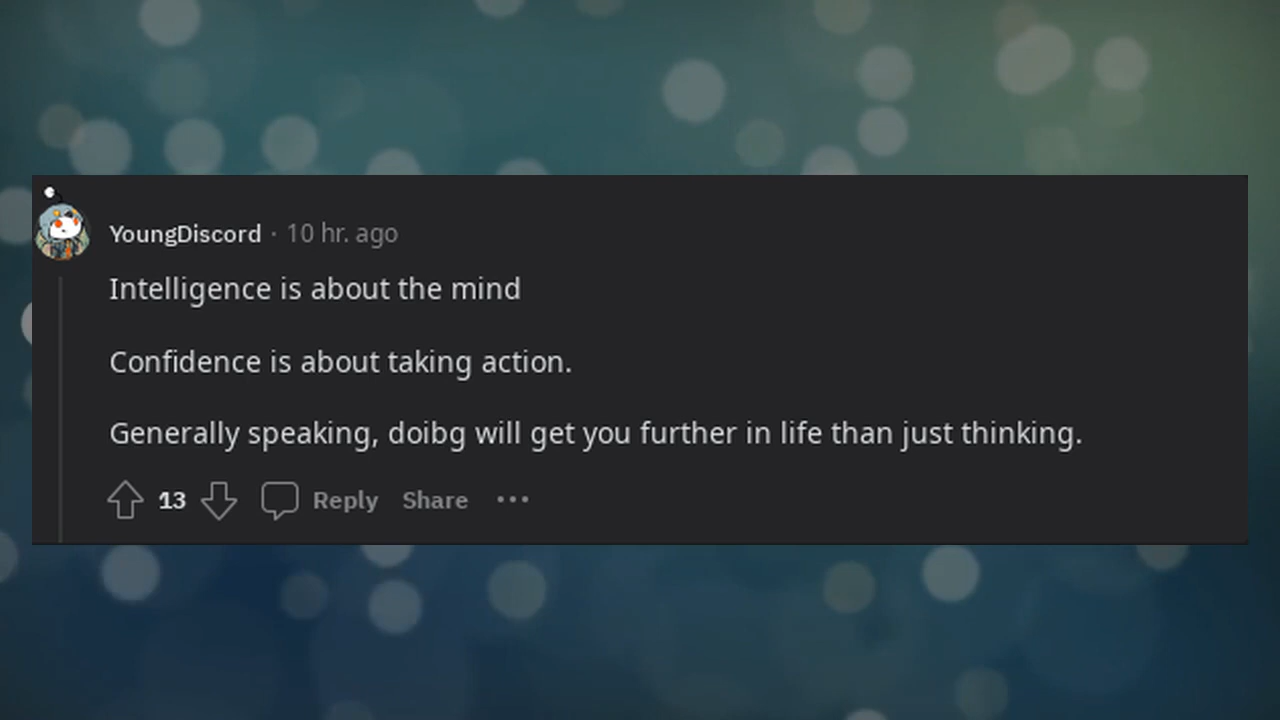 YoungDiscord · 10 hr. ago
Intelligence is about the mind
Confidence is about taking action.
Generally speaking, doibg will get you further in life than just thinking.
13 Reply Share ···